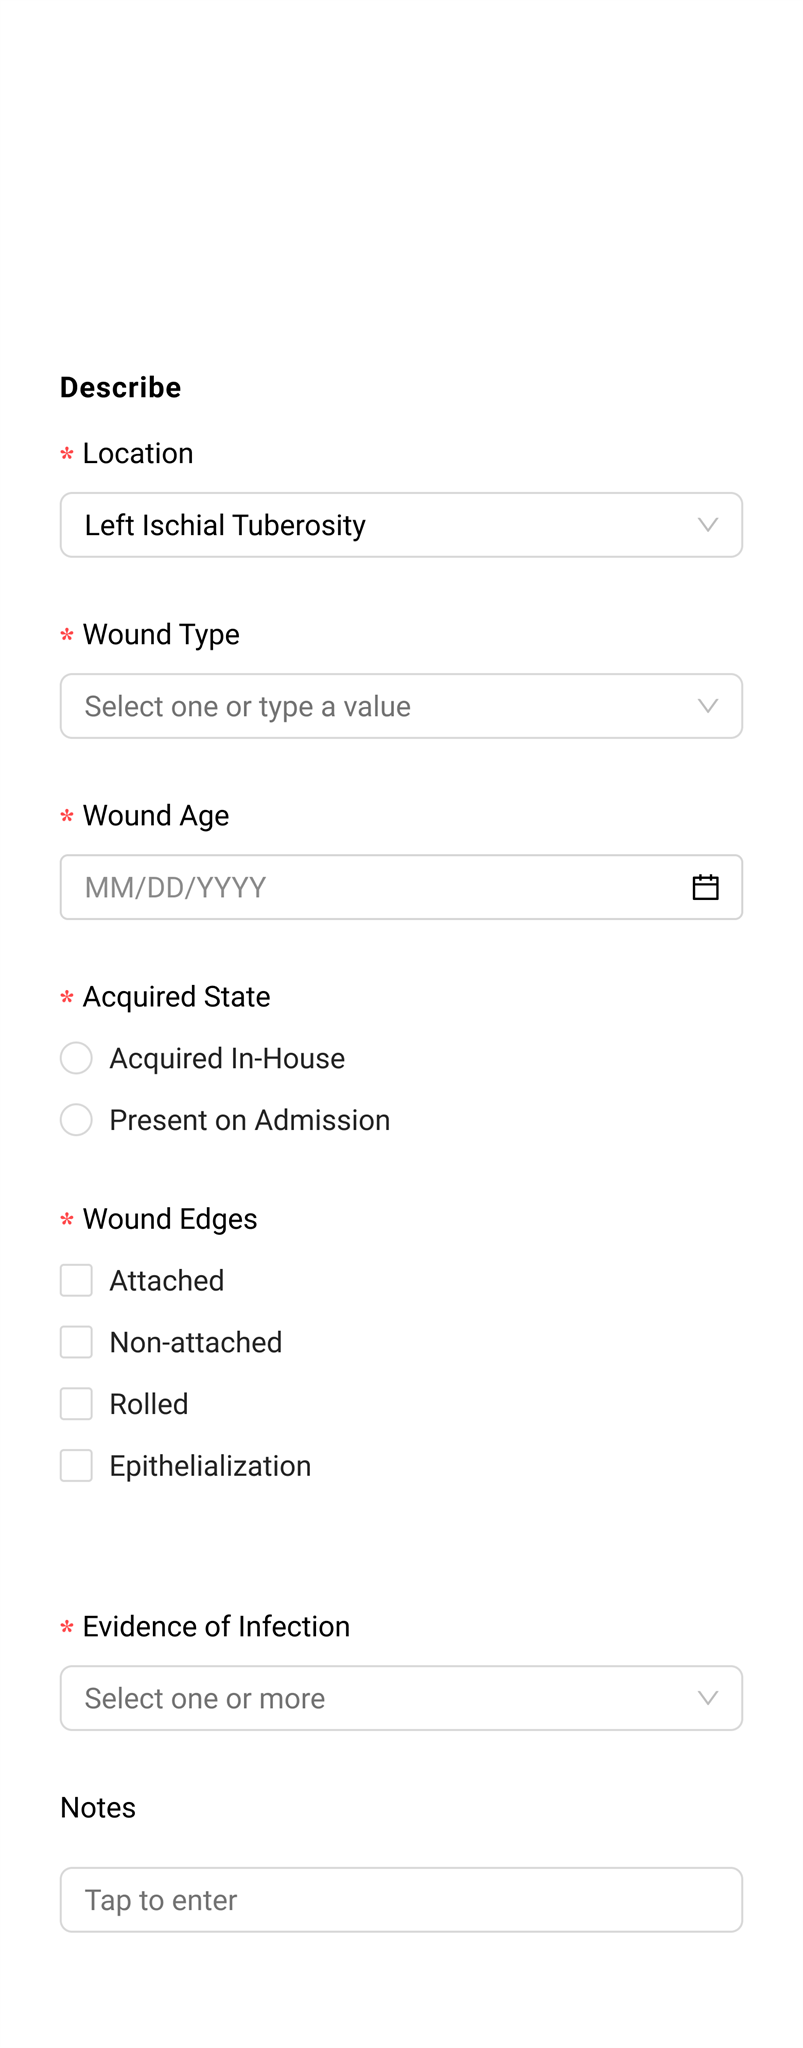 Describe
* Location
Left Ischial Tuberosity
* Wound Type
Select one or type a value
* Wound Age
MM/DD/YYYY
* Acquired State
Acquired In-House
Present on Admission
* Wound Edges
Attached
Non-attached
Rolled
Epithelialization
* Evidence of Infection
Select one or more
Notes
Tap to enter